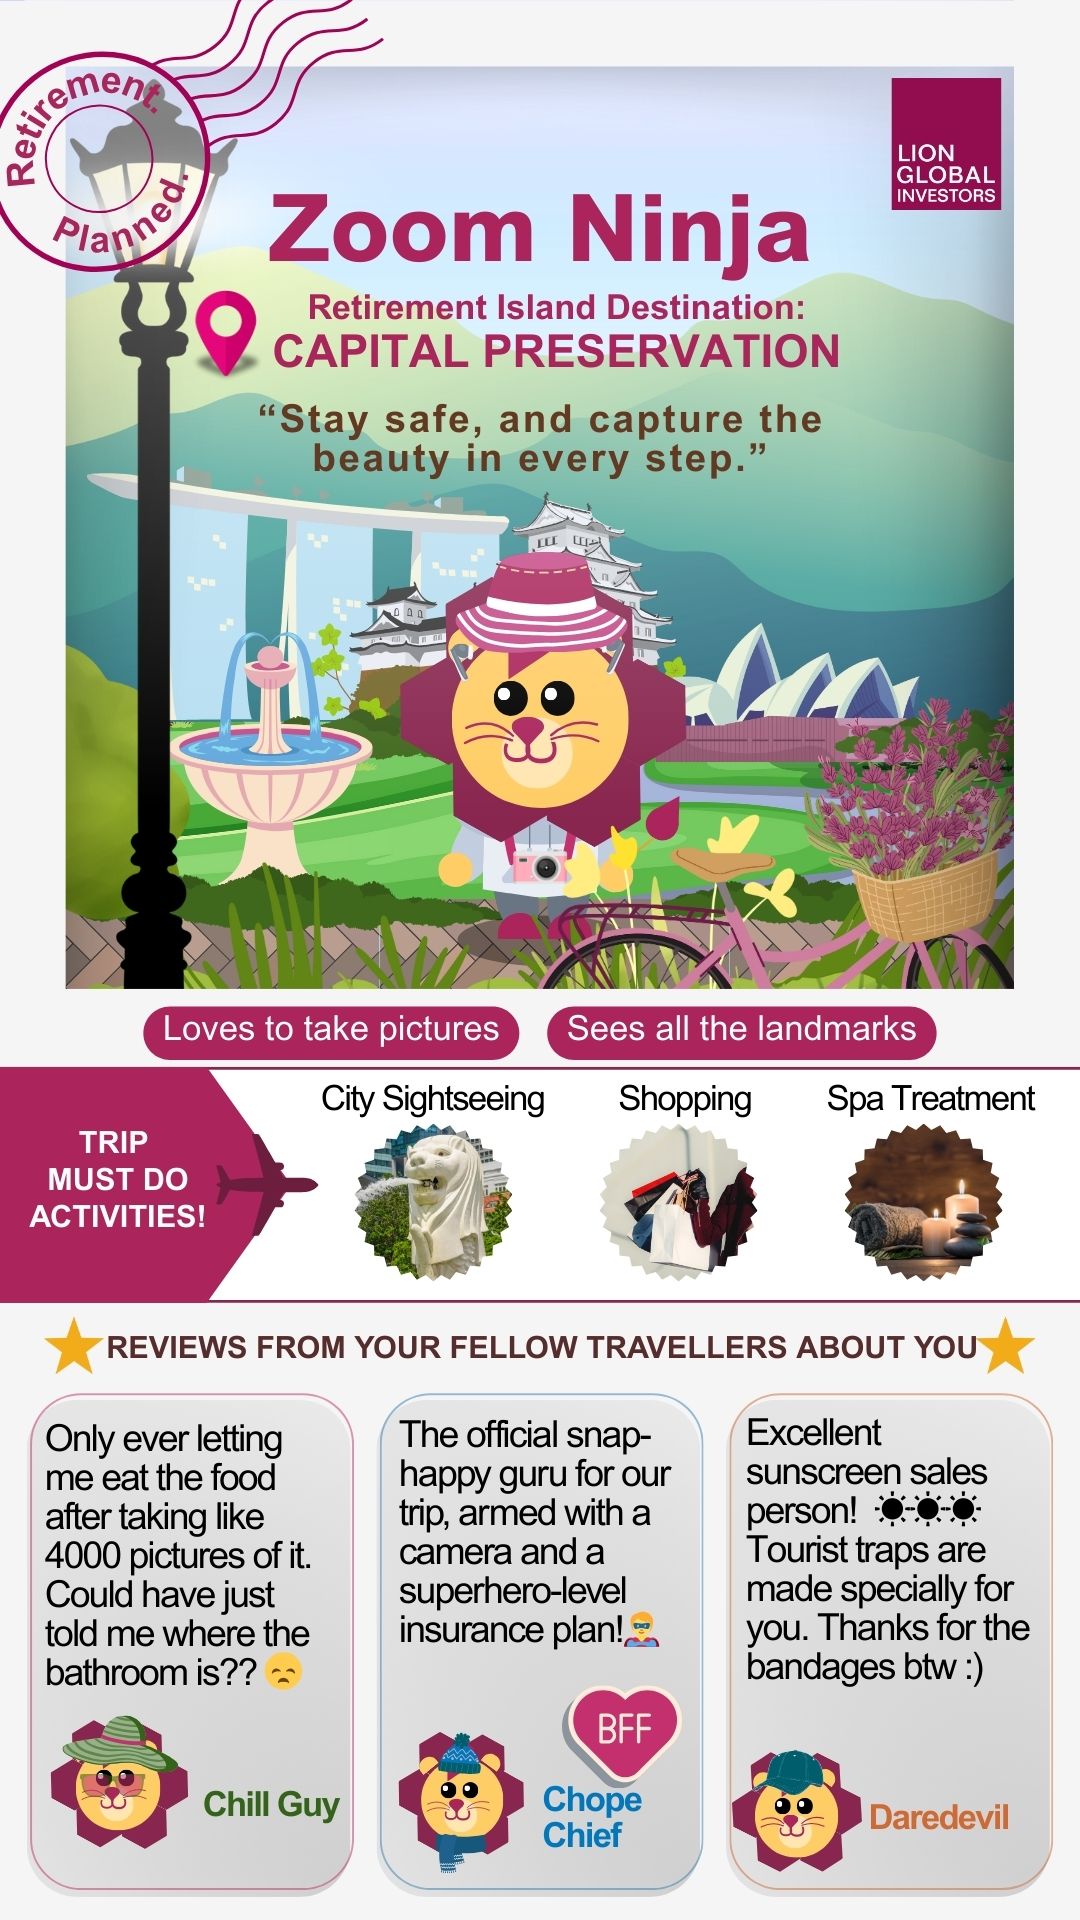 Retirement.
Planned.
LION
GLOBAL
INVESTORS
Zoom Ninja
Retirement Island Destination:
CAPITAL PRESERVATION
“Stay safe, and capture the
beauty in every step.”
Loves to take pictures
Sees all the landmarks
TRIP
MUST DO
ACTIVITIES!
City Sightseeing
Shopping
Spa Treatment
REVIEWS FROM YOUR FELLOW TRAVELLERS ABOUT YOU
Only ever letting
me eat the food
after taking like
4000 pictures of it.
Could have just
told me where the
bathroom is?? 😞
Chill Guy
The official snap-
happy guru for our
trip, armed with a
camera and a
superhero-level
insurance plan!🦸
BFF
Chope
Chief
Excellent
sunscreen sales
person! ☀☀☀
Tourist traps are
made specially for
you. Thanks for the
bandages btw :)
Daredevil